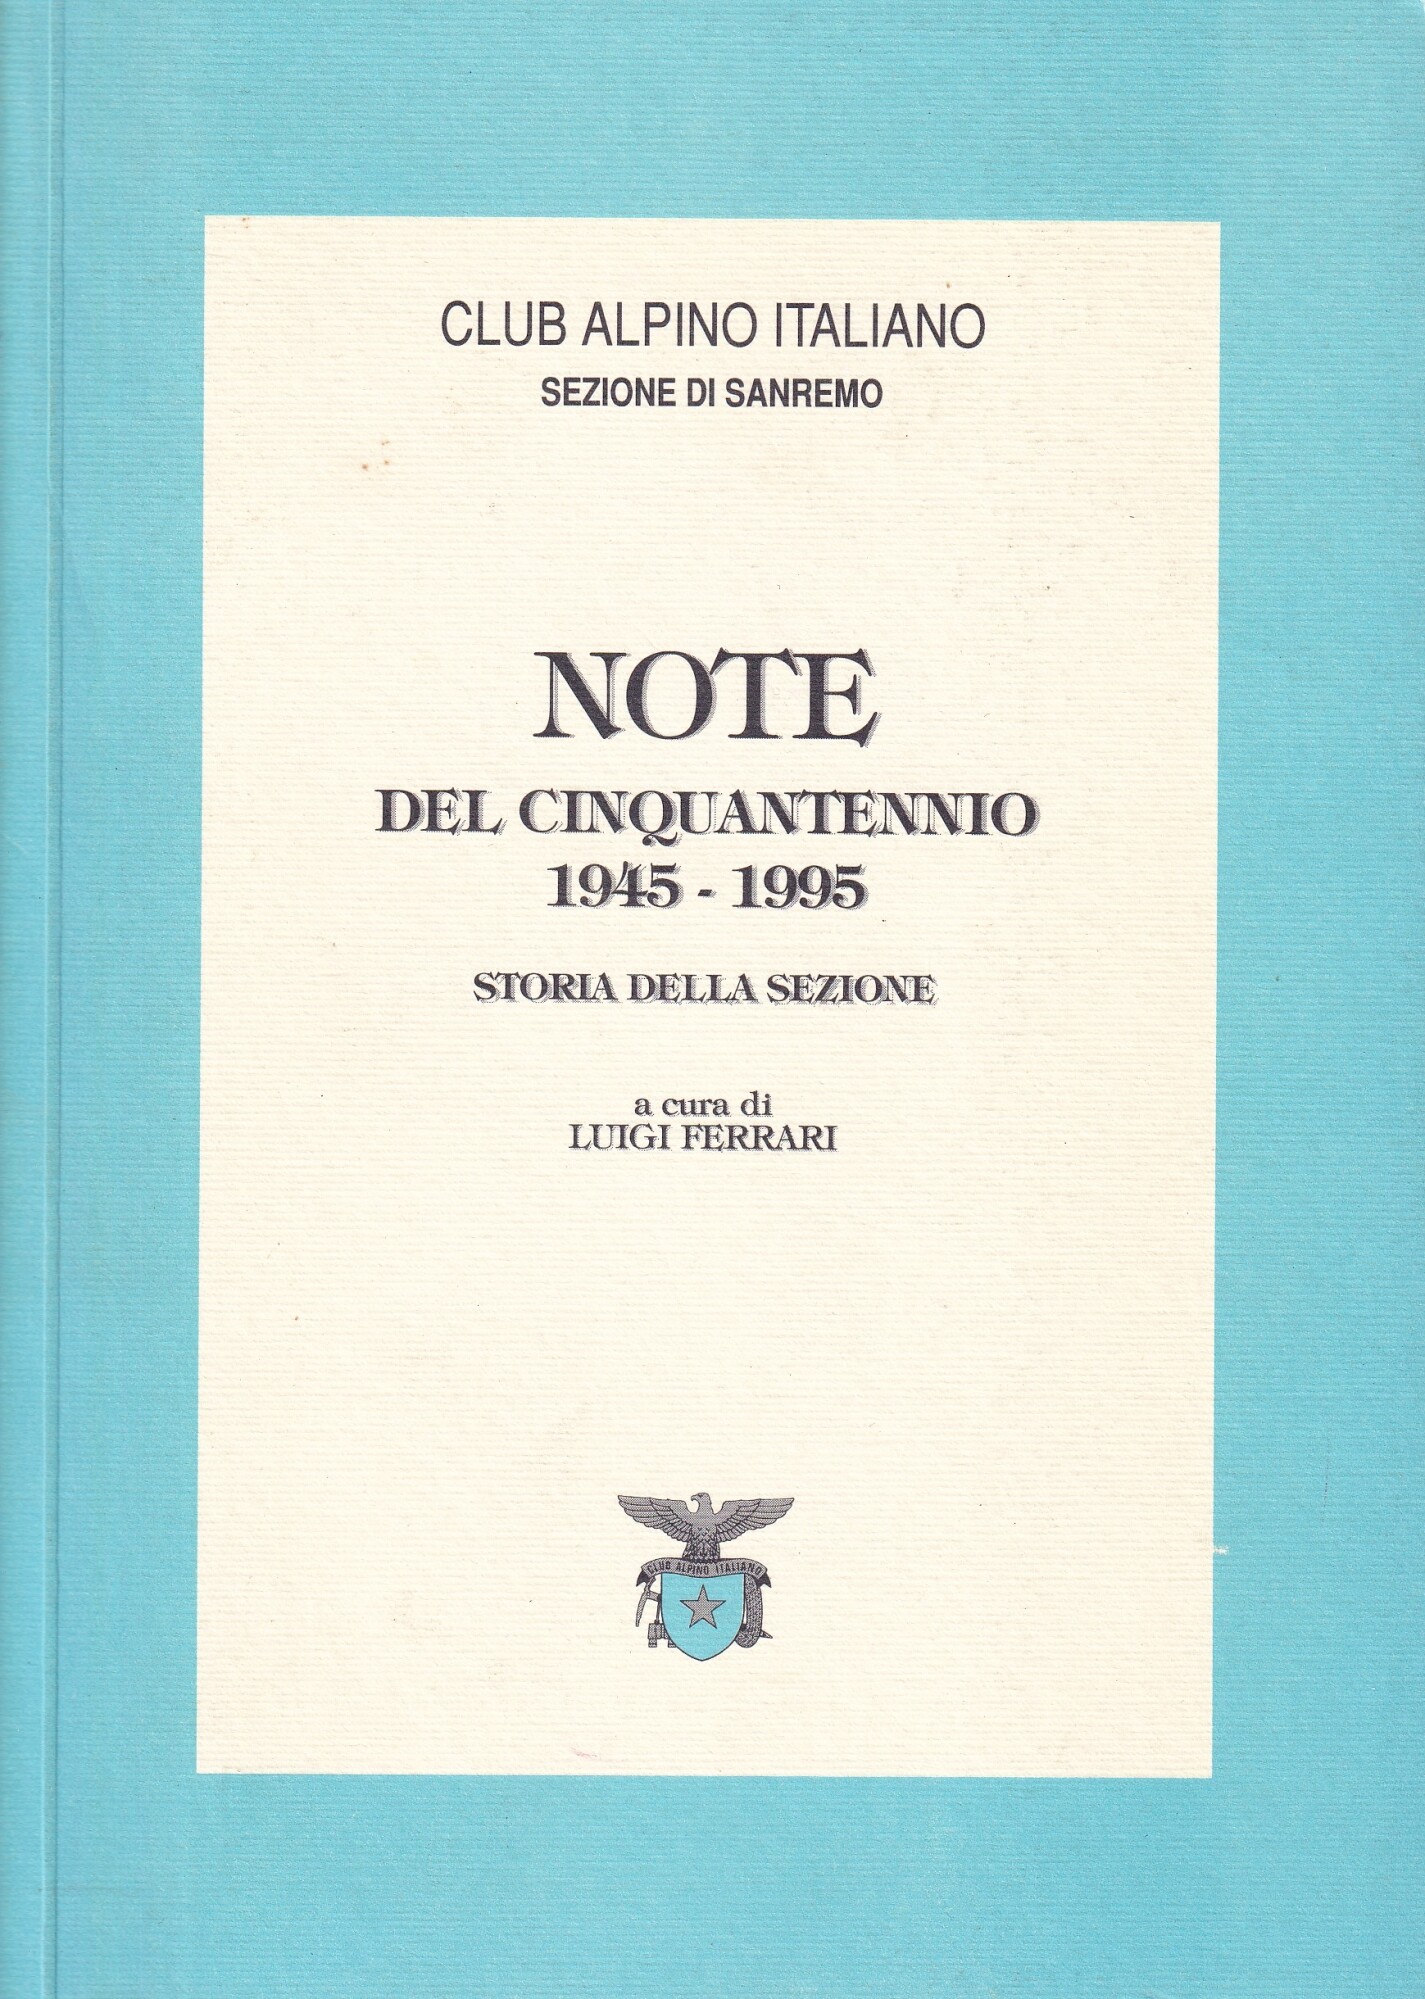 CLUB ALPINO ITALIANO
SEZIONE DI SANREMO
NOTE
DEL CINQUANTENNIO
1945 - 1995
STORIA DELLA SEZIONE
a cura di
LUIGI FERRARI
CLUB ALPINO ITALIANO